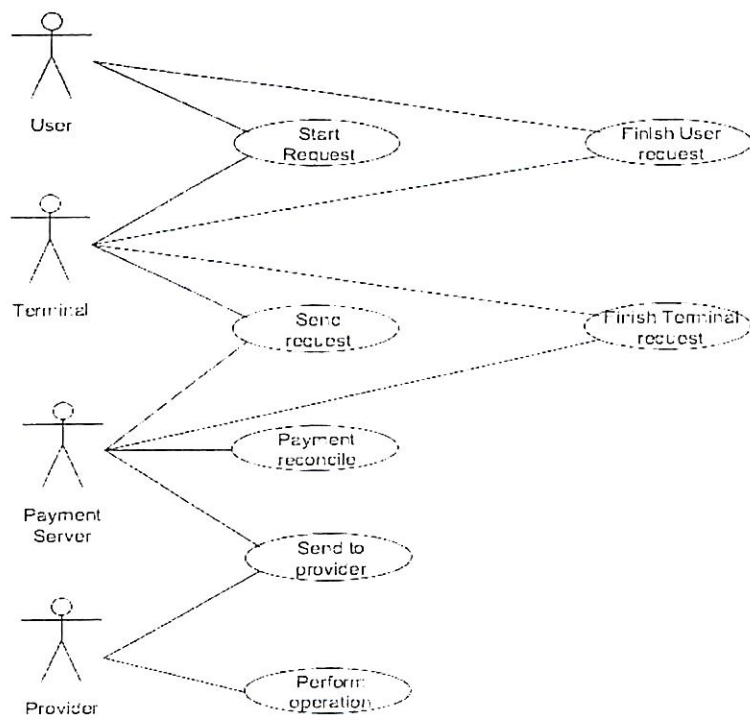 User
Start
Request
Finish User
request
Terminal
Send
request
Finish Terminal
request
Payment
Server
Payment
reconcile
Send to
provider
Provider
Perform
operation